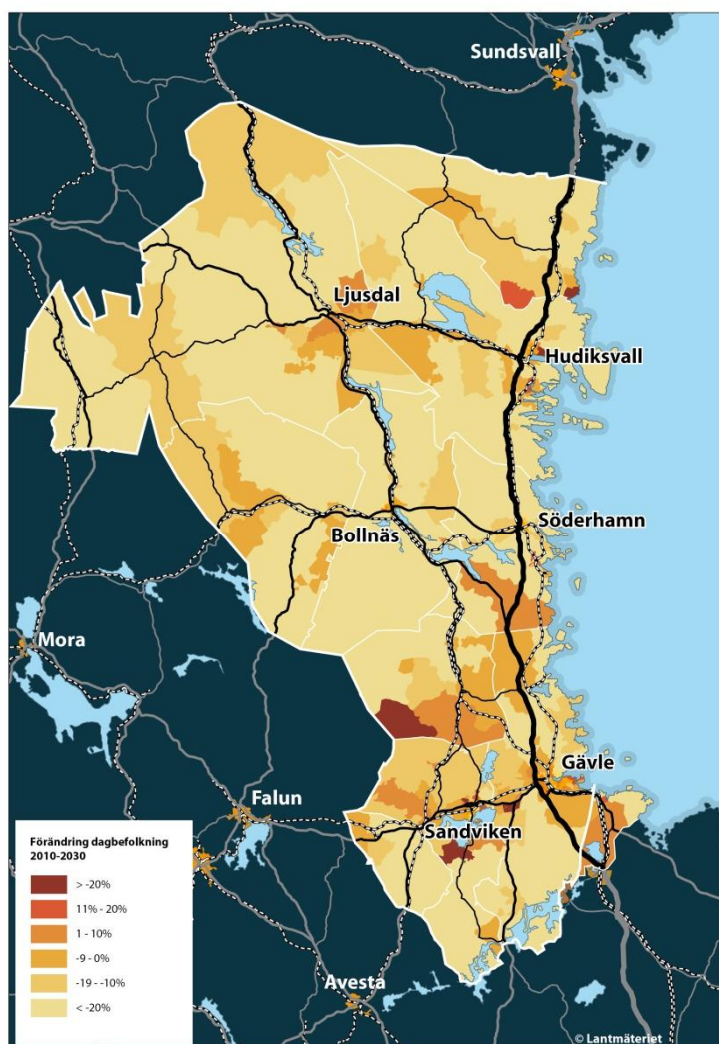 Sundsvall
Ljusdal
Hudiksvall
Söderhamn
Bollnäs
Mora
Gävle
Falun
Sandviken
Förändring dagbefolkning
2010-2030
> -20%
11% - 20%
1 - 10%
-9 - 0%
-19 - -10%
< -20%
Avesta
© Lantmäteriet